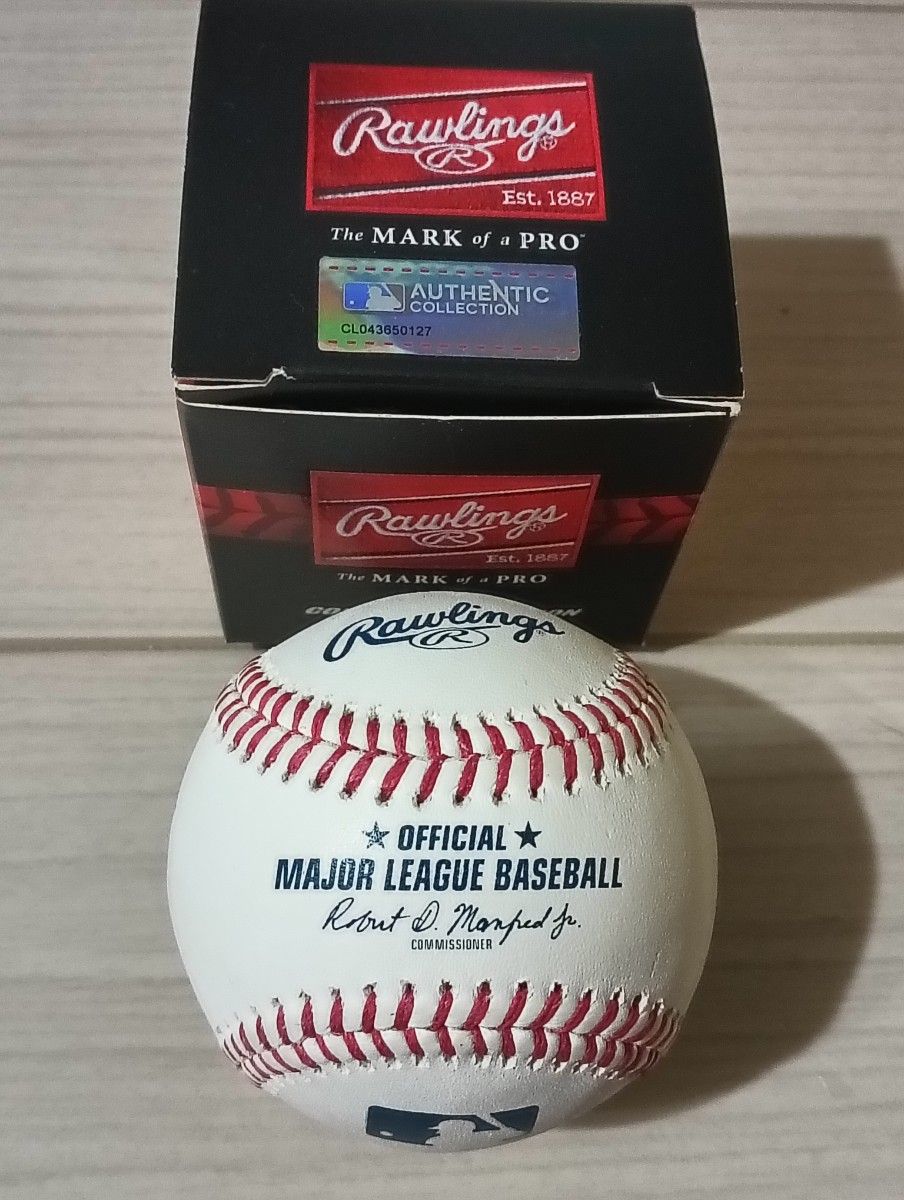 Rawlings®
R
Est. 1887
The MARK of a PRO™
AUTHENTIC
COLLECTION
CL043650127
Rawlings®
R
Est. 1887
The MARK of a PRO
Rawlings®
R
★ OFFICIAL ★
MAJOR LEAGUE BASEBALL
Robert D. Manfred Jr.
COMMISSIONER